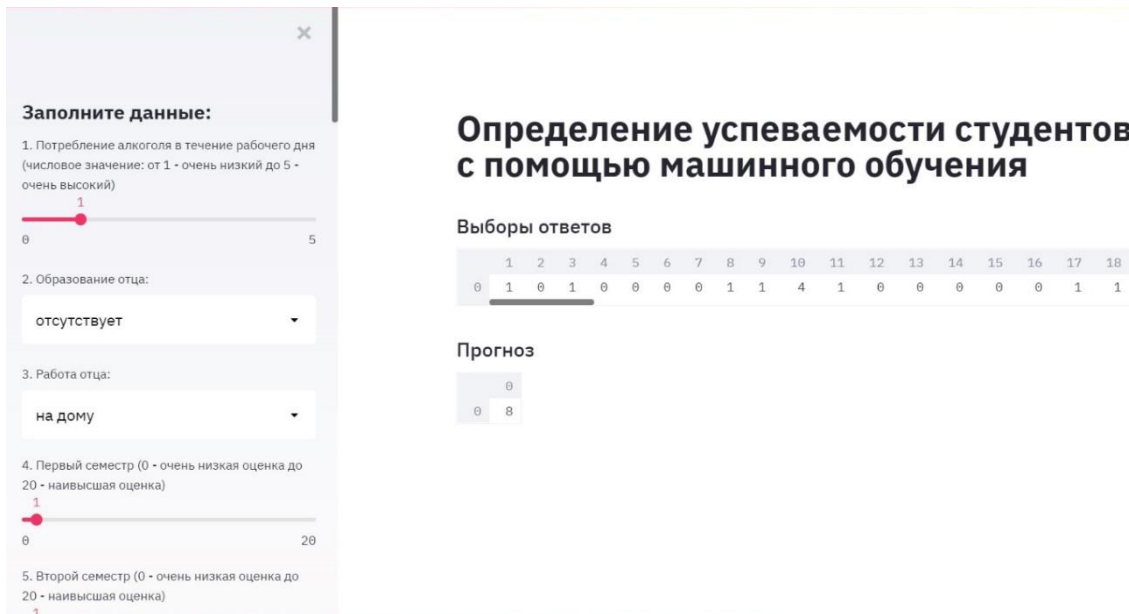 ×
Заполните данные:
1. Потребление алкоголя в течение рабочего дня
(числовое значение: от 1 - очень низкий до 5 -
очень высокий)
1
0 5
2. Образование отца:
отсутствует
3. Работа отца:
на дому
4. Первый семестр (0 - очень низкая оценка до
20 - наивысшая оценка)
1
0 20
5. Второй семестр (0 - очень низкая оценка до
20 - наивысшая оценка)
1
Определение успеваемости студентов
с помощью машинного обучения
Выборы ответов
1 2 3 4 5 6 7 8 9 10 11 12 13 14 15 16 17 18
0 1 0 1 0 0 0 0 1 1 4 1 0 0 0 0 0 1 1
Прогноз
0
0 8